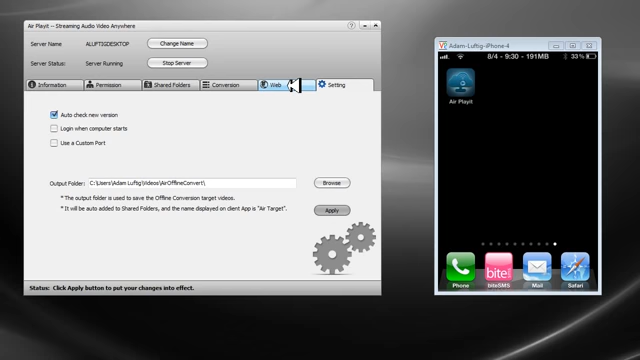 Air Playit -- Streaming Audio Video Anywhere
Server Name ALUFTIGDESKTOP Change Name
Server Status: Server Running Stop Server
Information Permission Shared Folders Conversion Web Setting
Auto check new version
Login when computer starts
Use a Custom Port
Output Folder: C:\Users\Adam Luftig\Videos\AirOfflineConvert\ Browse
* The output folder is used to save the Offline Conversion target videos.
* It will be auto added to Shared Folders, and the name displayed on client App is "Air Target".
Apply
Status: Click Apply button to put your changes into effect.
Adam-Luftig-iPhone-4
8/4 - 9:30 - 191MB 33%
Air Playit
bite!
Phone biteSMS Mail Safari